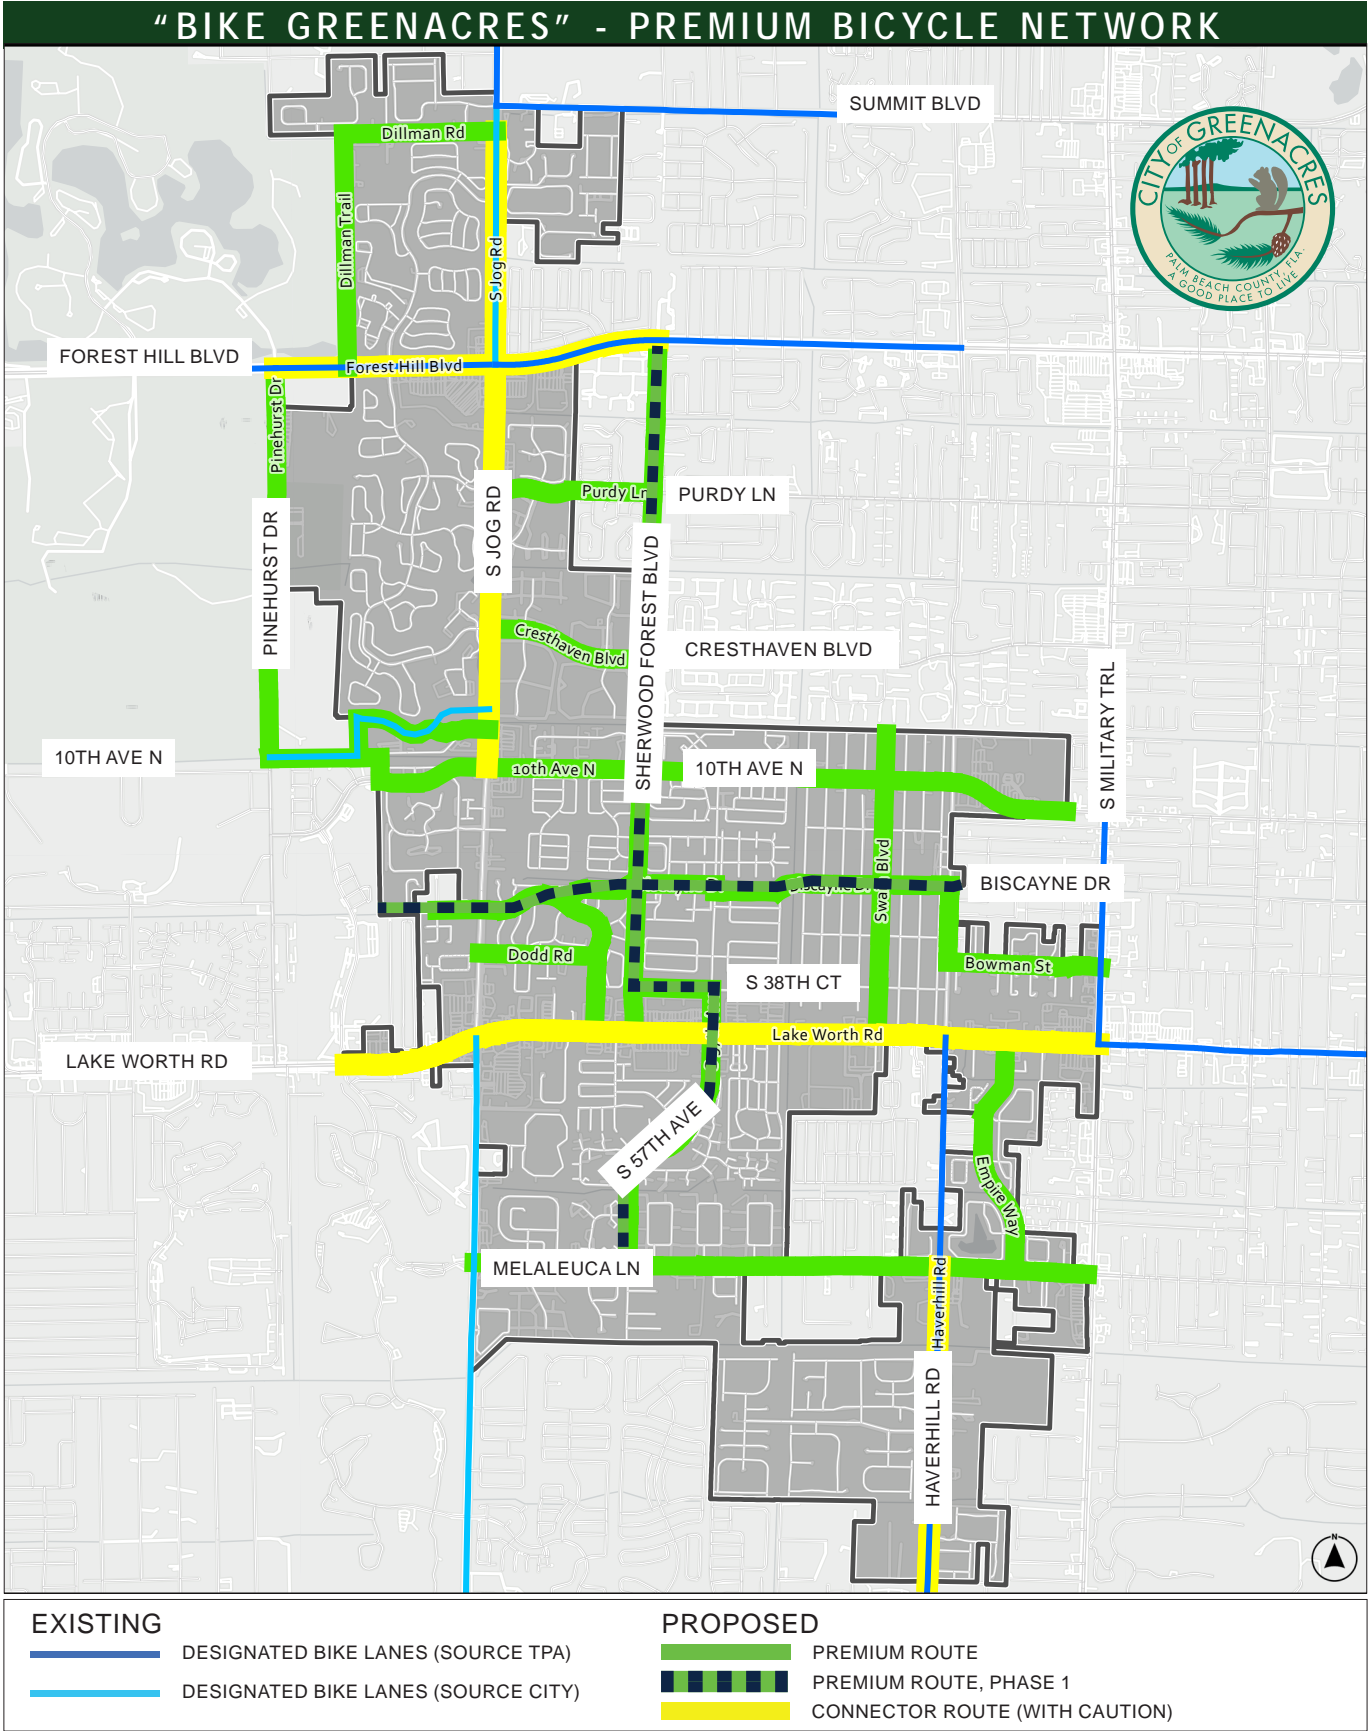 “BIKE GREENACRES” - PREMIUM BICYCLE NETWORK
SUMMIT BLVD
CITY OF GREENACRES
PALM BEACH COUNTY, FLA.
A GOOD PLACE TO LIVE
Dillman Rd
Dillman Trail
S Jog Rd
FOREST HILL BLVD
Forest Hill Blvd
Pinehurst Dr
Purdy Ln
PURDY LN
S JOG RD
PINEHURST DR
SHERWOOD FOREST BLVD
Cresthaven Blvd
CRESTHAVEN BLVD
S MILITARY TRL
10TH AVE N
10th Ave N
10TH AVE N
Swain Blvd
Biscayne Dr
BISCAYNE DR
Dodd Rd
Bowman St
S 38TH CT
Lake Worth Rd
LAKE WORTH RD
S 57TH AVE
Empire Way
MELALEUCA LN
Haverhill Rd
HAVERHILL RD
N
EXISTING
DESIGNATED BIKE LANES (SOURCE TPA)
DESIGNATED BIKE LANES (SOURCE CITY)
PROPOSED
PREMIUM ROUTE
PREMIUM ROUTE, PHASE 1
CONNECTOR ROUTE (WITH CAUTION)